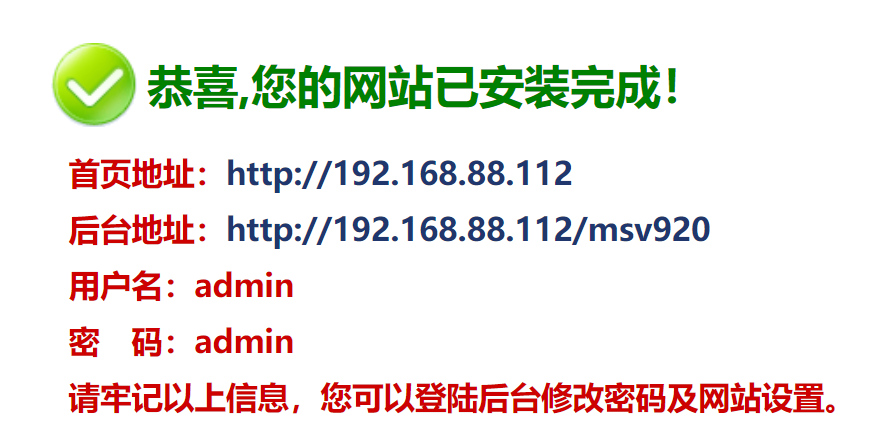 恭喜,您的网站已安装完成！
首页地址：http://192.168.88.112
后台地址：http://192.168.88.112/msv920
用户名：admin
密　码：admin
请牢记以上信息，您可以登陆后台修改密码及网站设置。